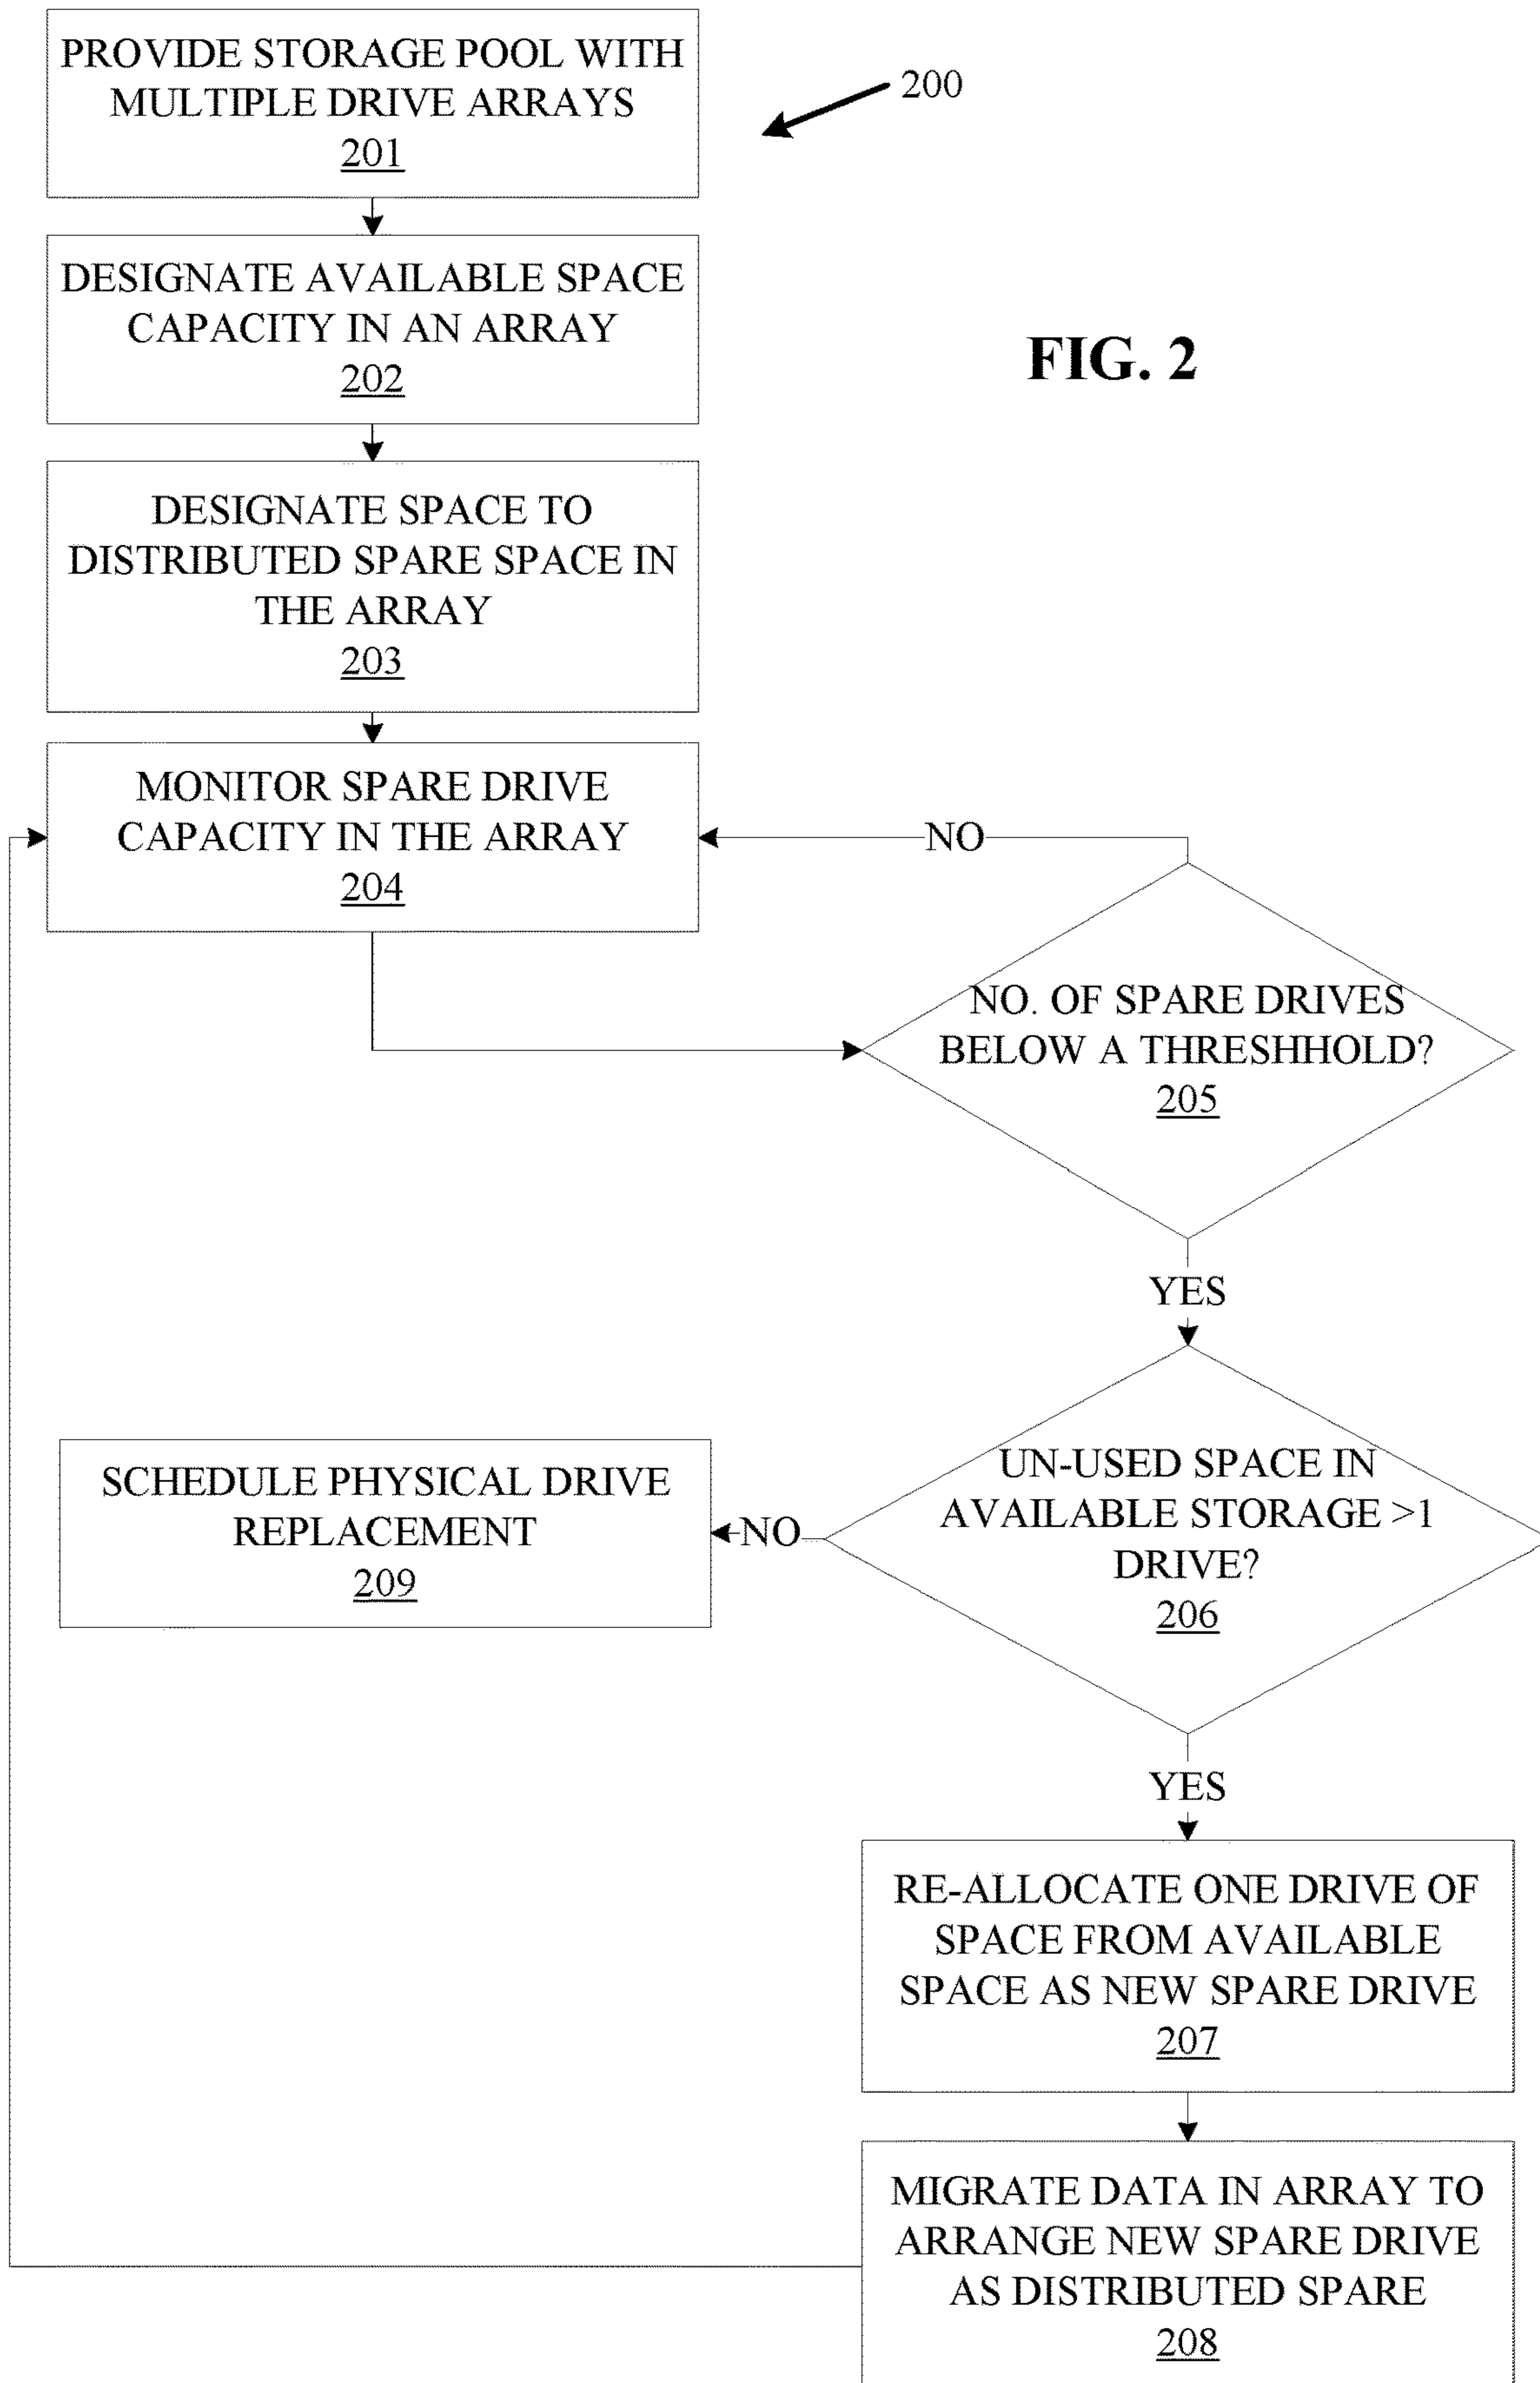 PROVIDE STORAGE POOL WITH
MULTIPLE DRIVE ARRAYS
201
200
DESIGNATE AVAILABLE SPACE
CAPACITY IN AN ARRAY
202
FIG. 2
DESIGNATE SPACE TO
DISTRIBUTED SPARE SPACE IN
THE ARRAY
203
MONITOR SPARE DRIVE
CAPACITY IN THE ARRAY
204
NO
NO. OF SPARE DRIVES
BELOW A THRESHHOLD?
205
YES
UN-USED SPACE IN
AVAILABLE STORAGE >1
DRIVE?
206
NO
SCHEDULE PHYSICAL DRIVE
REPLACEMENT
209
YES
RE-ALLOCATE ONE DRIVE OF
SPACE FROM AVAILABLE
SPACE AS NEW SPARE DRIVE
207
MIGRATE DATA IN ARRAY TO
ARRANGE NEW SPARE DRIVE
AS DISTRIBUTED SPARE
208